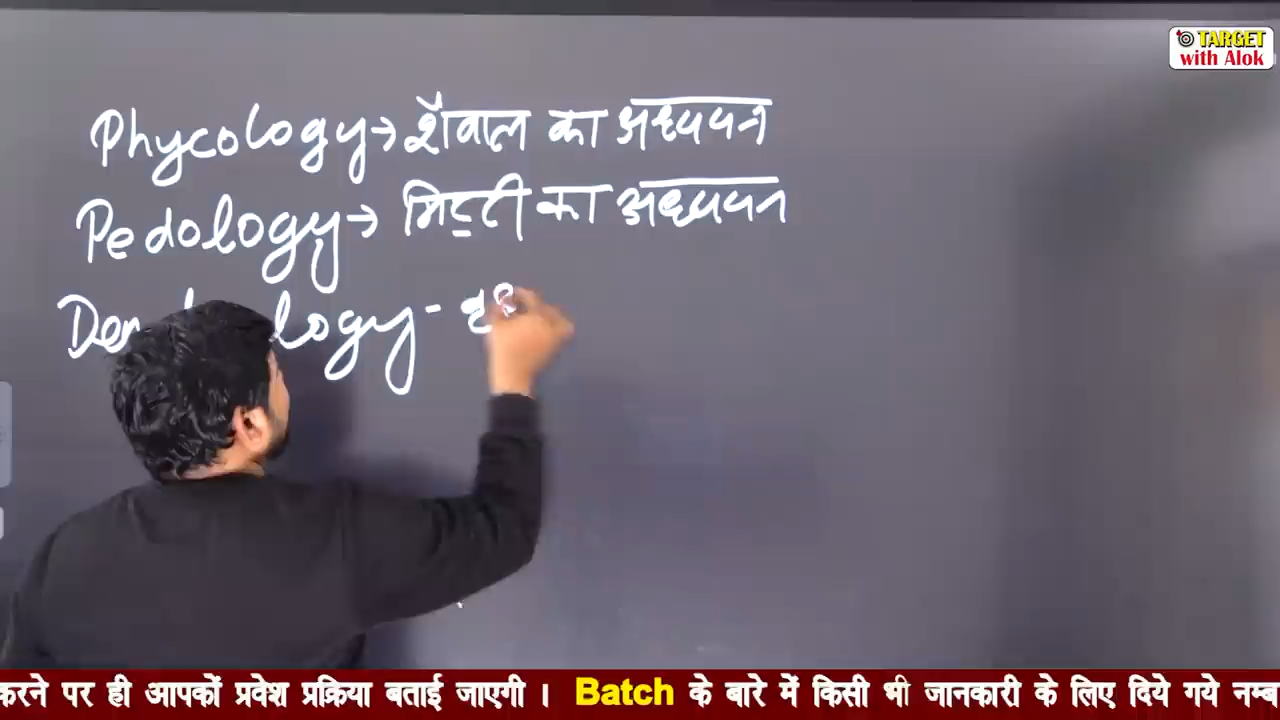 TARGET
with Alok
Phycology → शैवाल का अध्ययन
Pedology → मिट्टी का अध्ययन
करने पर ही आपकों प्रवेश प्रक्रिया बताई जाएगी । Batch के बारे में किसी भी जानकारी के लिए दिये गये